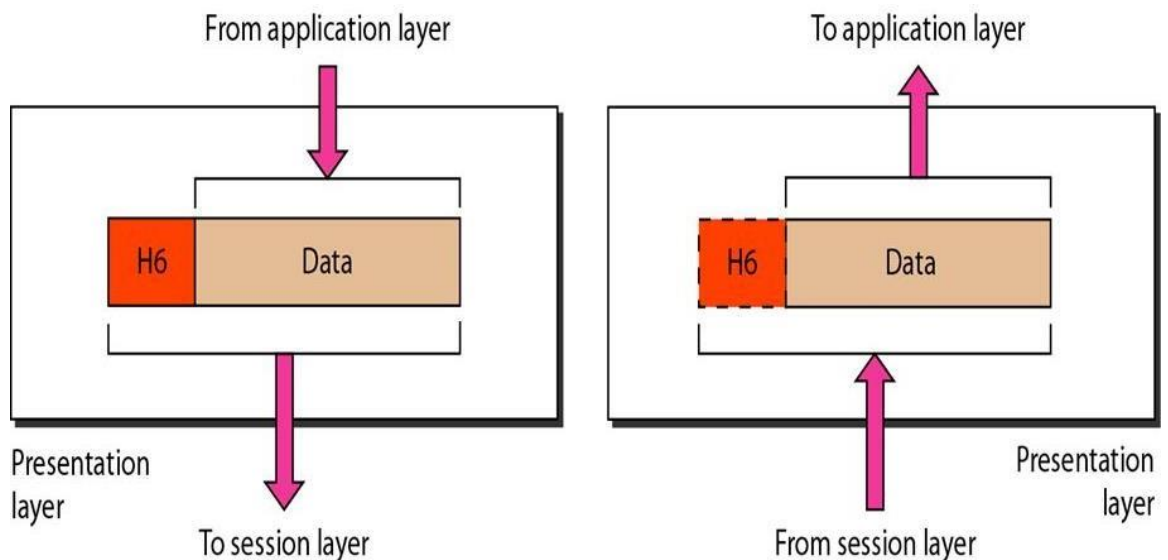 From application layer
To application layer
H6
Data
H6
Data
Presentation
layer
Presentation
layer
To session layer
From session layer